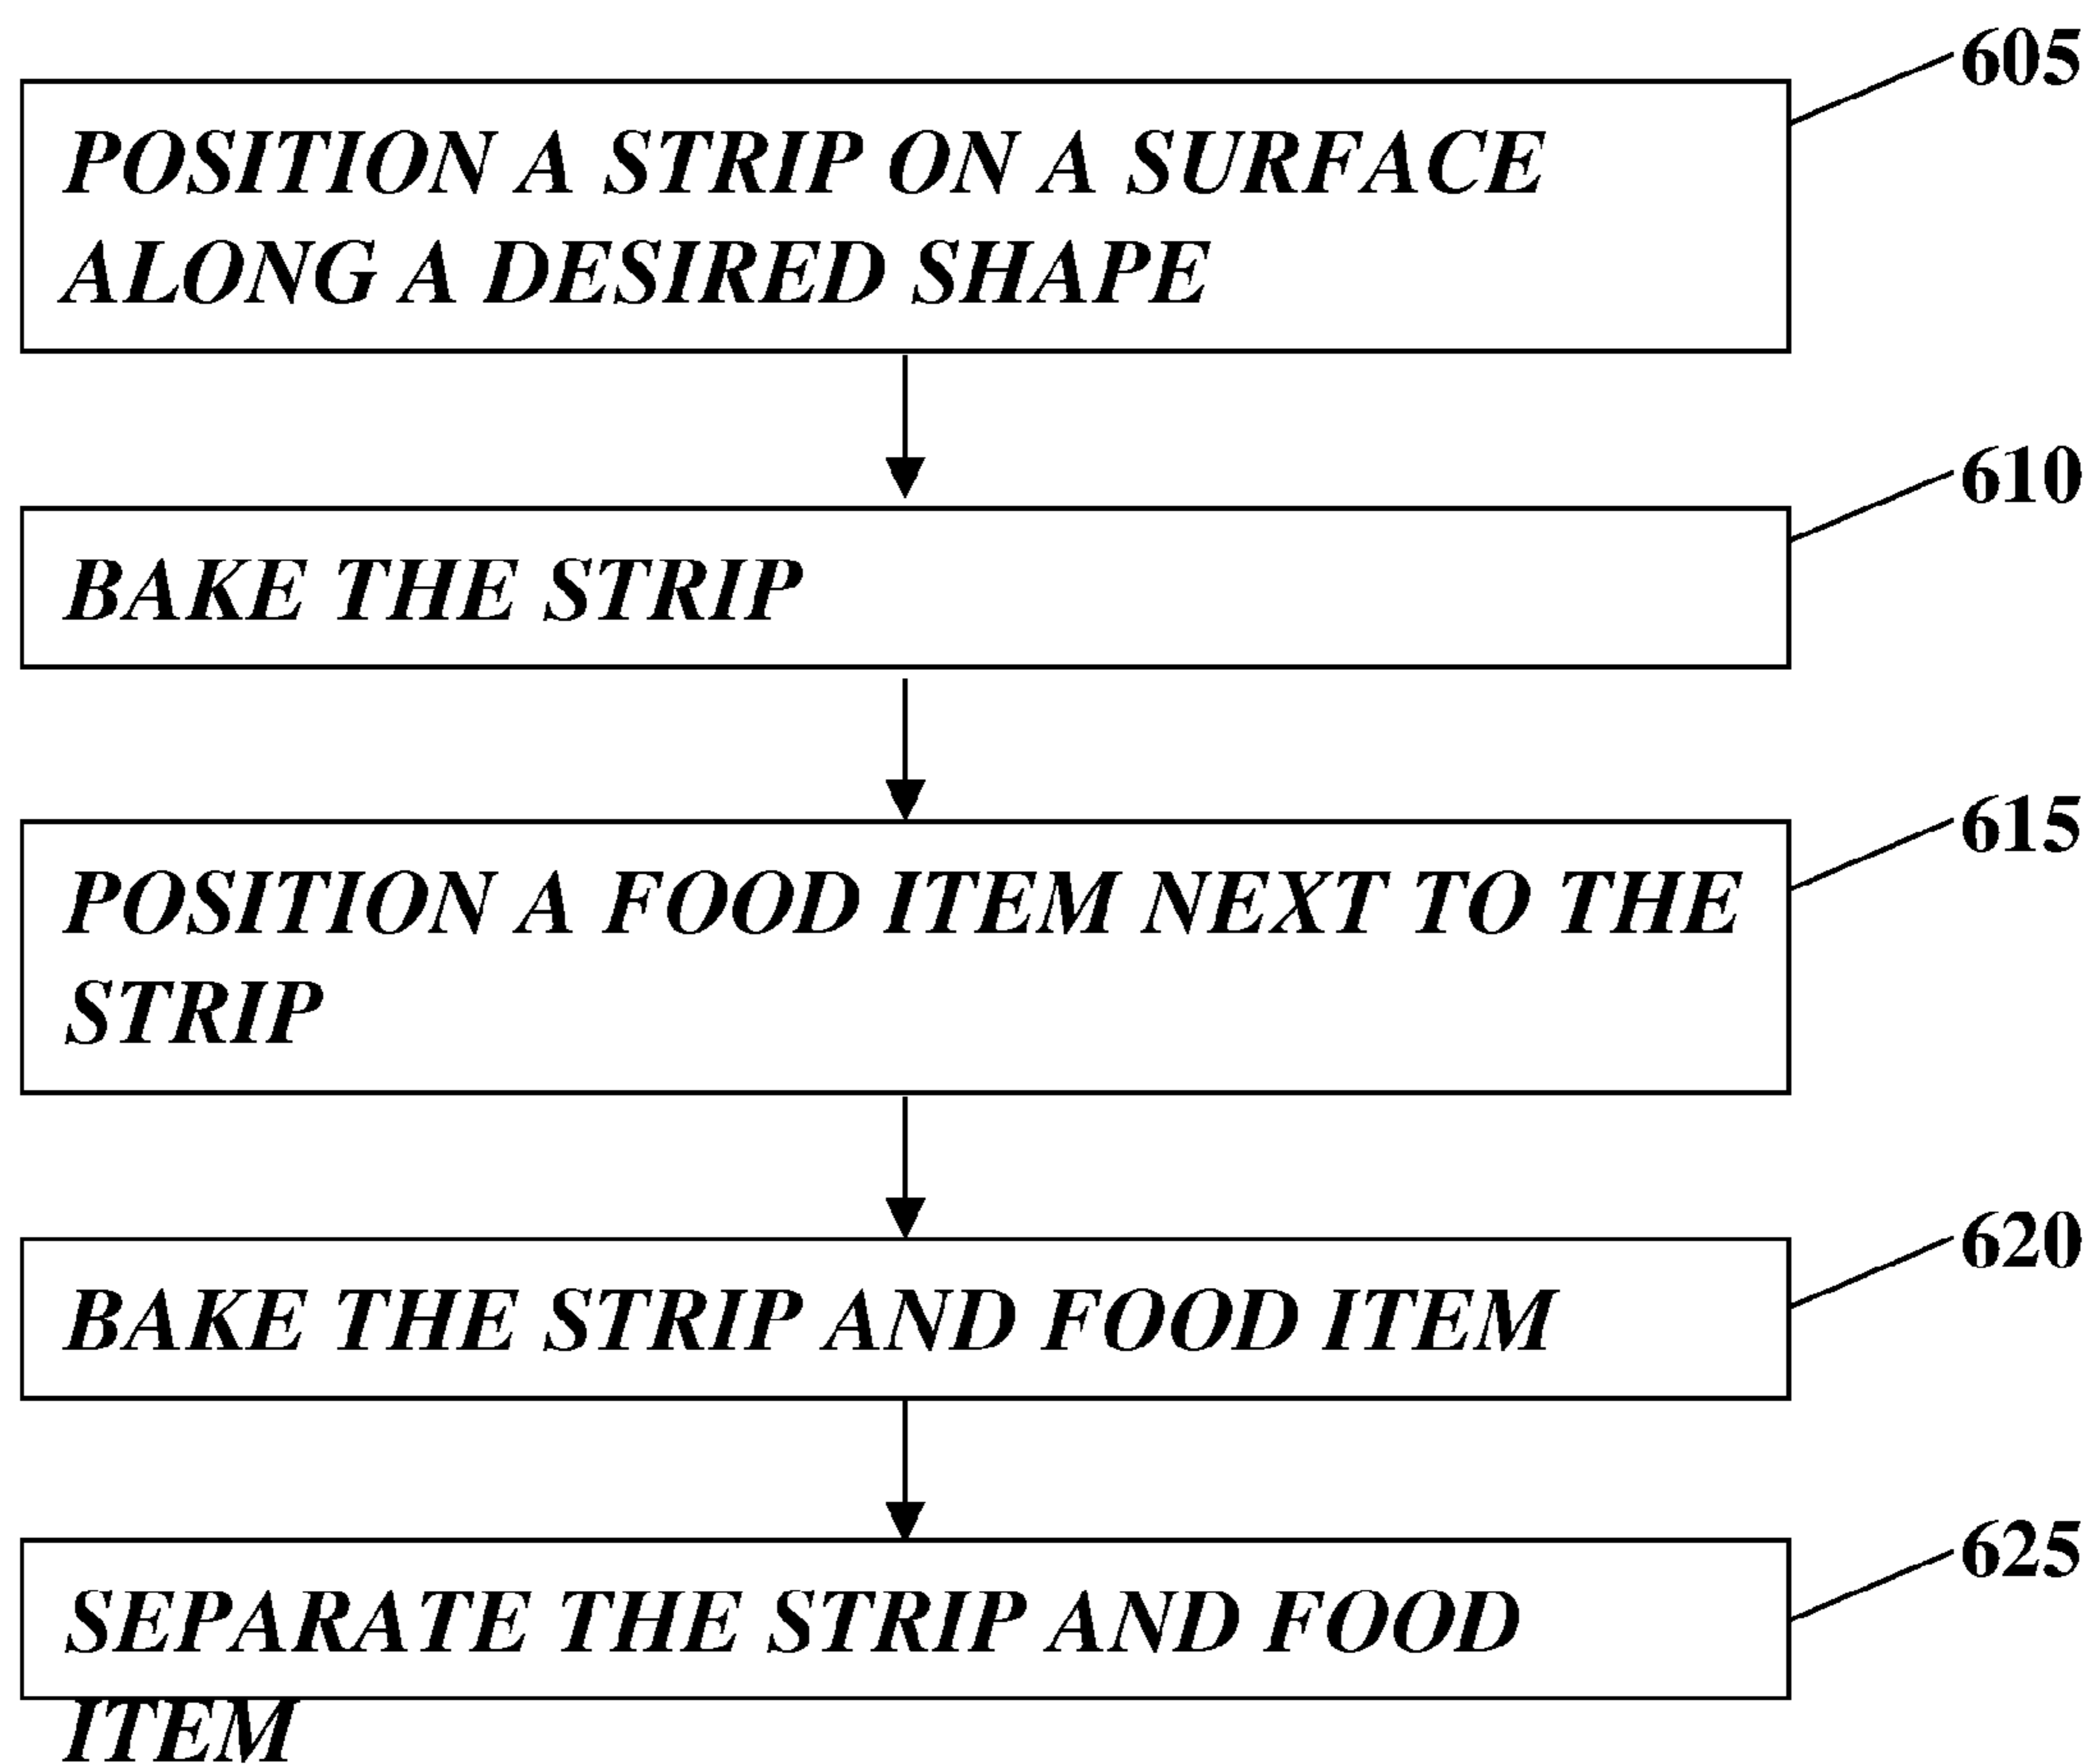 605
POSITION A STRIP ON A SURFACE
ALONG A DESIRED SHAPE
610
BAKE THE STRIP
615
POSITION A FOOD ITEM NEXT TO THE
STRIP
620
BAKE THE STRIP AND FOOD ITEM
625
SEPARATE THE STRIP AND FOOD
ITEM